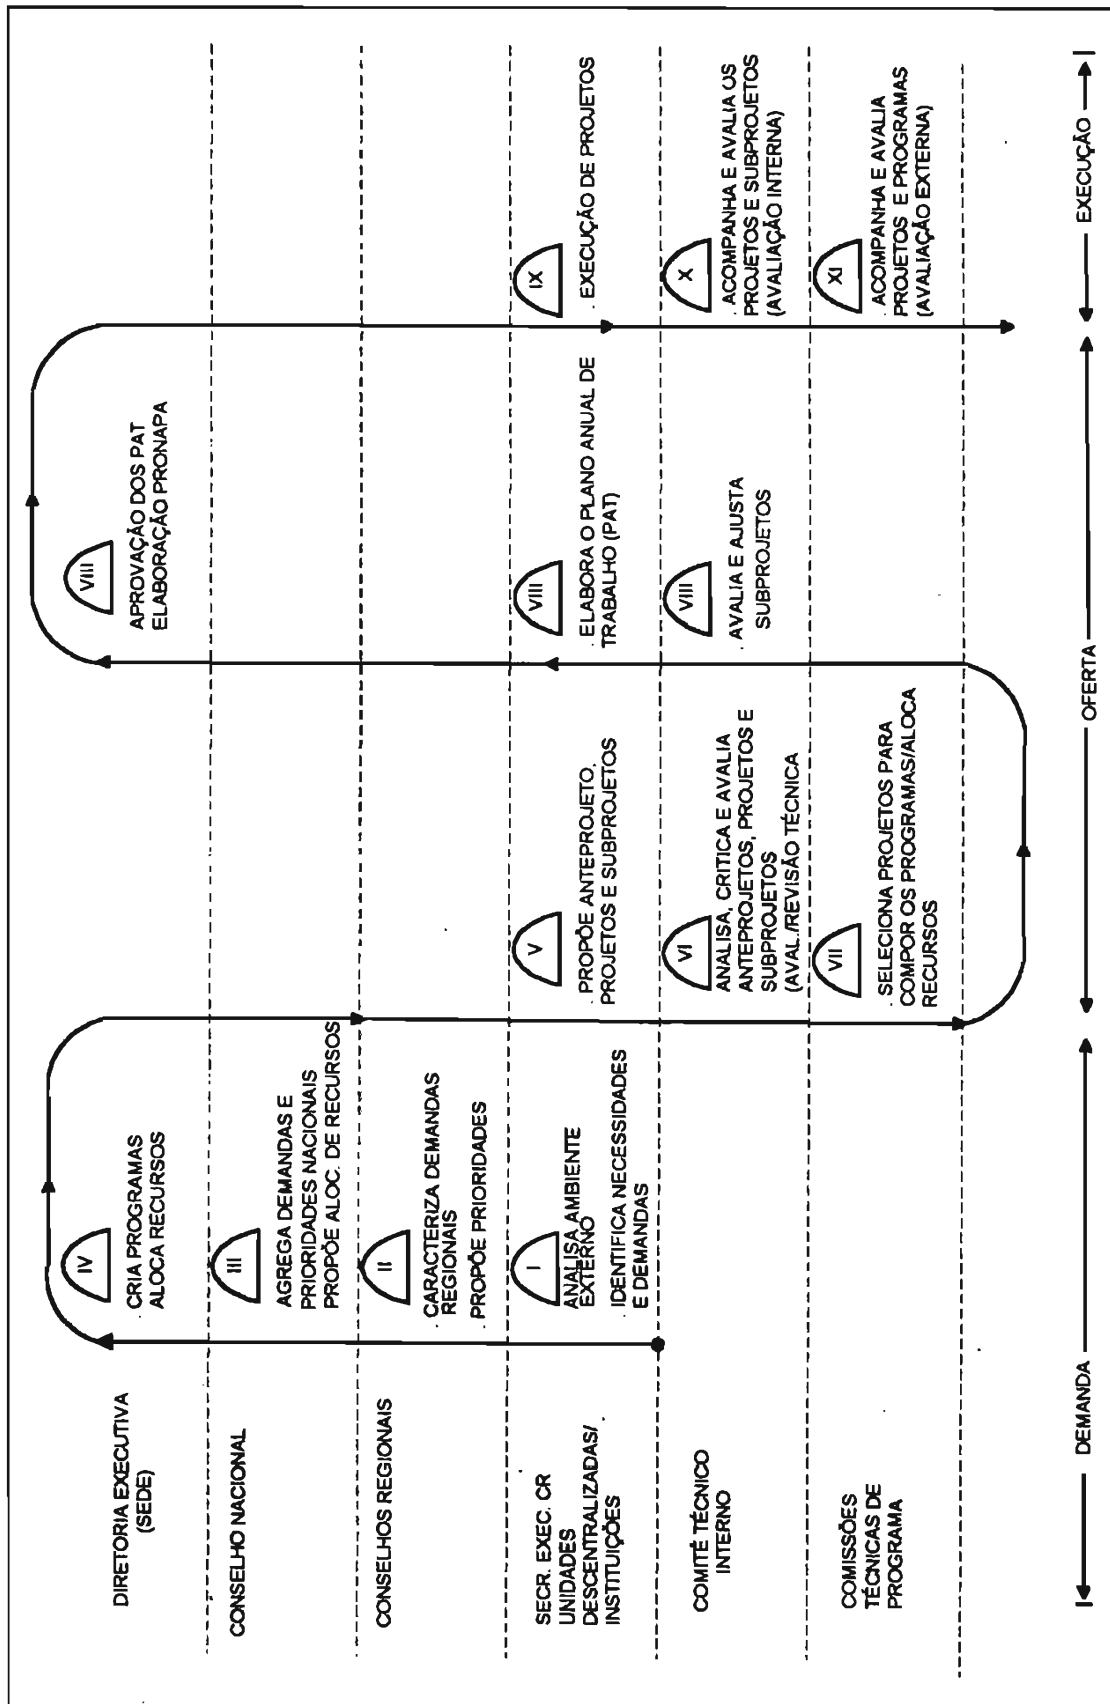 DIRETORIA EXECUTIVA
(SEDE)
IV
. CRIA PROGRAMAS
. ALOCA RECURSOS
VIII
. APROVAÇÃO DOS PAT
. ELABORAÇÃO PRONAPA
CONSELHO NACIONAL
III
. AGREGA DEMANDAS E
PRIORIDADES NACIONAIS
. PROPÕE ALOC. DE RECURSOS
CONSELHOS REGIONAIS
II
. CARACTERIZA DEMANDAS
REGIONAIS
. PROPÕE PRIORIDADES
SECR. EXEC. CR
UNIDADES
DESCENTRALIZADAS/
INSTITUIÇÕES
I
. ANALISA AMBIENTE
EXTERNO
. IDENTIFICA NECESSIDADES
E DEMANDAS
V
. PROPÕE ANTEPROJETO,
PROJETOS E SUBPROJETOS
VIII
. ELABORA O PLANO ANUAL DE
TRABALHO (PAT)
IX
. EXECUÇÃO DE PROJETOS
COMITÊ TÉCNICO
INTERNO
VI
ANALISA, CRITICA E AVALIA
ANTEPROJETOS, PROJETOS E
SUBPROJETOS
(AVAL./REVISÃO TÉCNICA
VIII
. AVALIA E AJUSTA
SUBPROJETOS
X
. ACOMPANHA E AVALIA OS
PROJETOS E SUBPROJETOS
(AVALIAÇÃO INTERNA)
COMISSÕES
TÉCNICAS DE
PROGRAMA
VII
. SELECIONA PROJETOS PARA
COMPOR OS PROGRAMAS/ALOCA
RECURSOS
XI
. ACOMPANHA E AVALIA
PROJETOS E PROGRAMAS
(AVALIAÇÃO EXTERNA)
DEMANDA
OFERTA
EXECUÇÃO